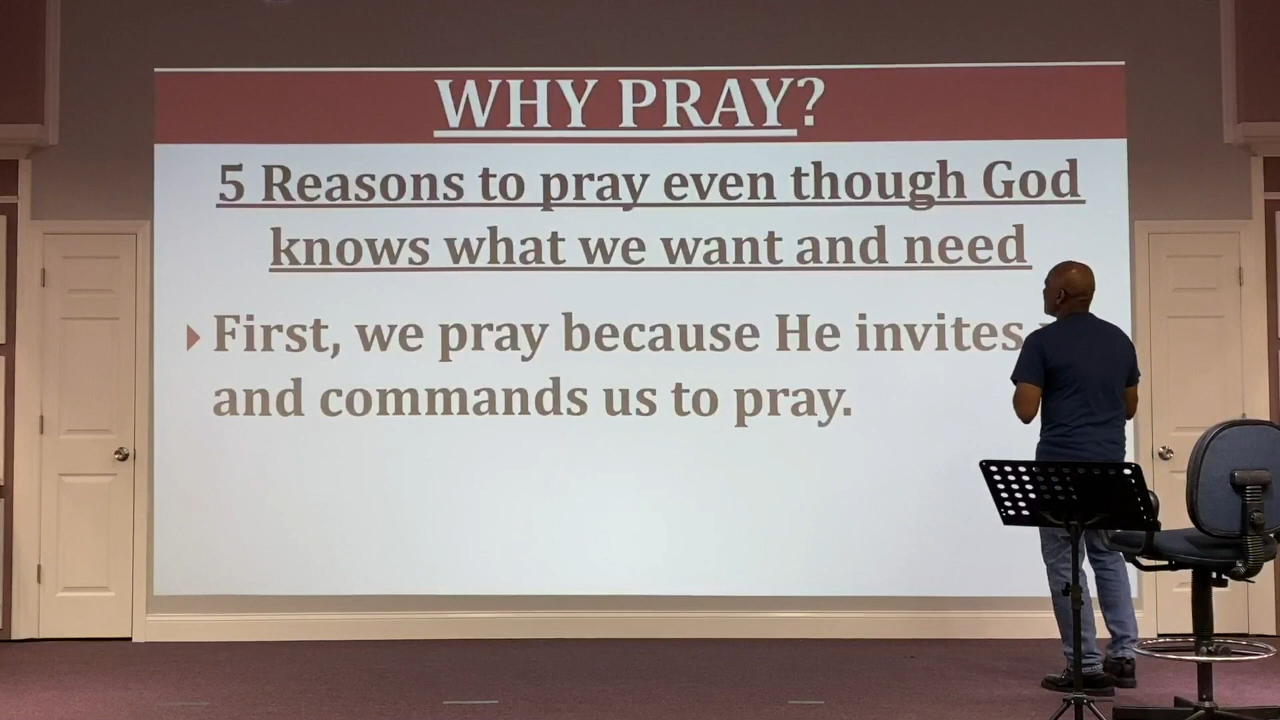 WHY PRAY?
5 Reasons to pray even though God
knows what we want and need
First, we pray because He invites
and commands us to pray.